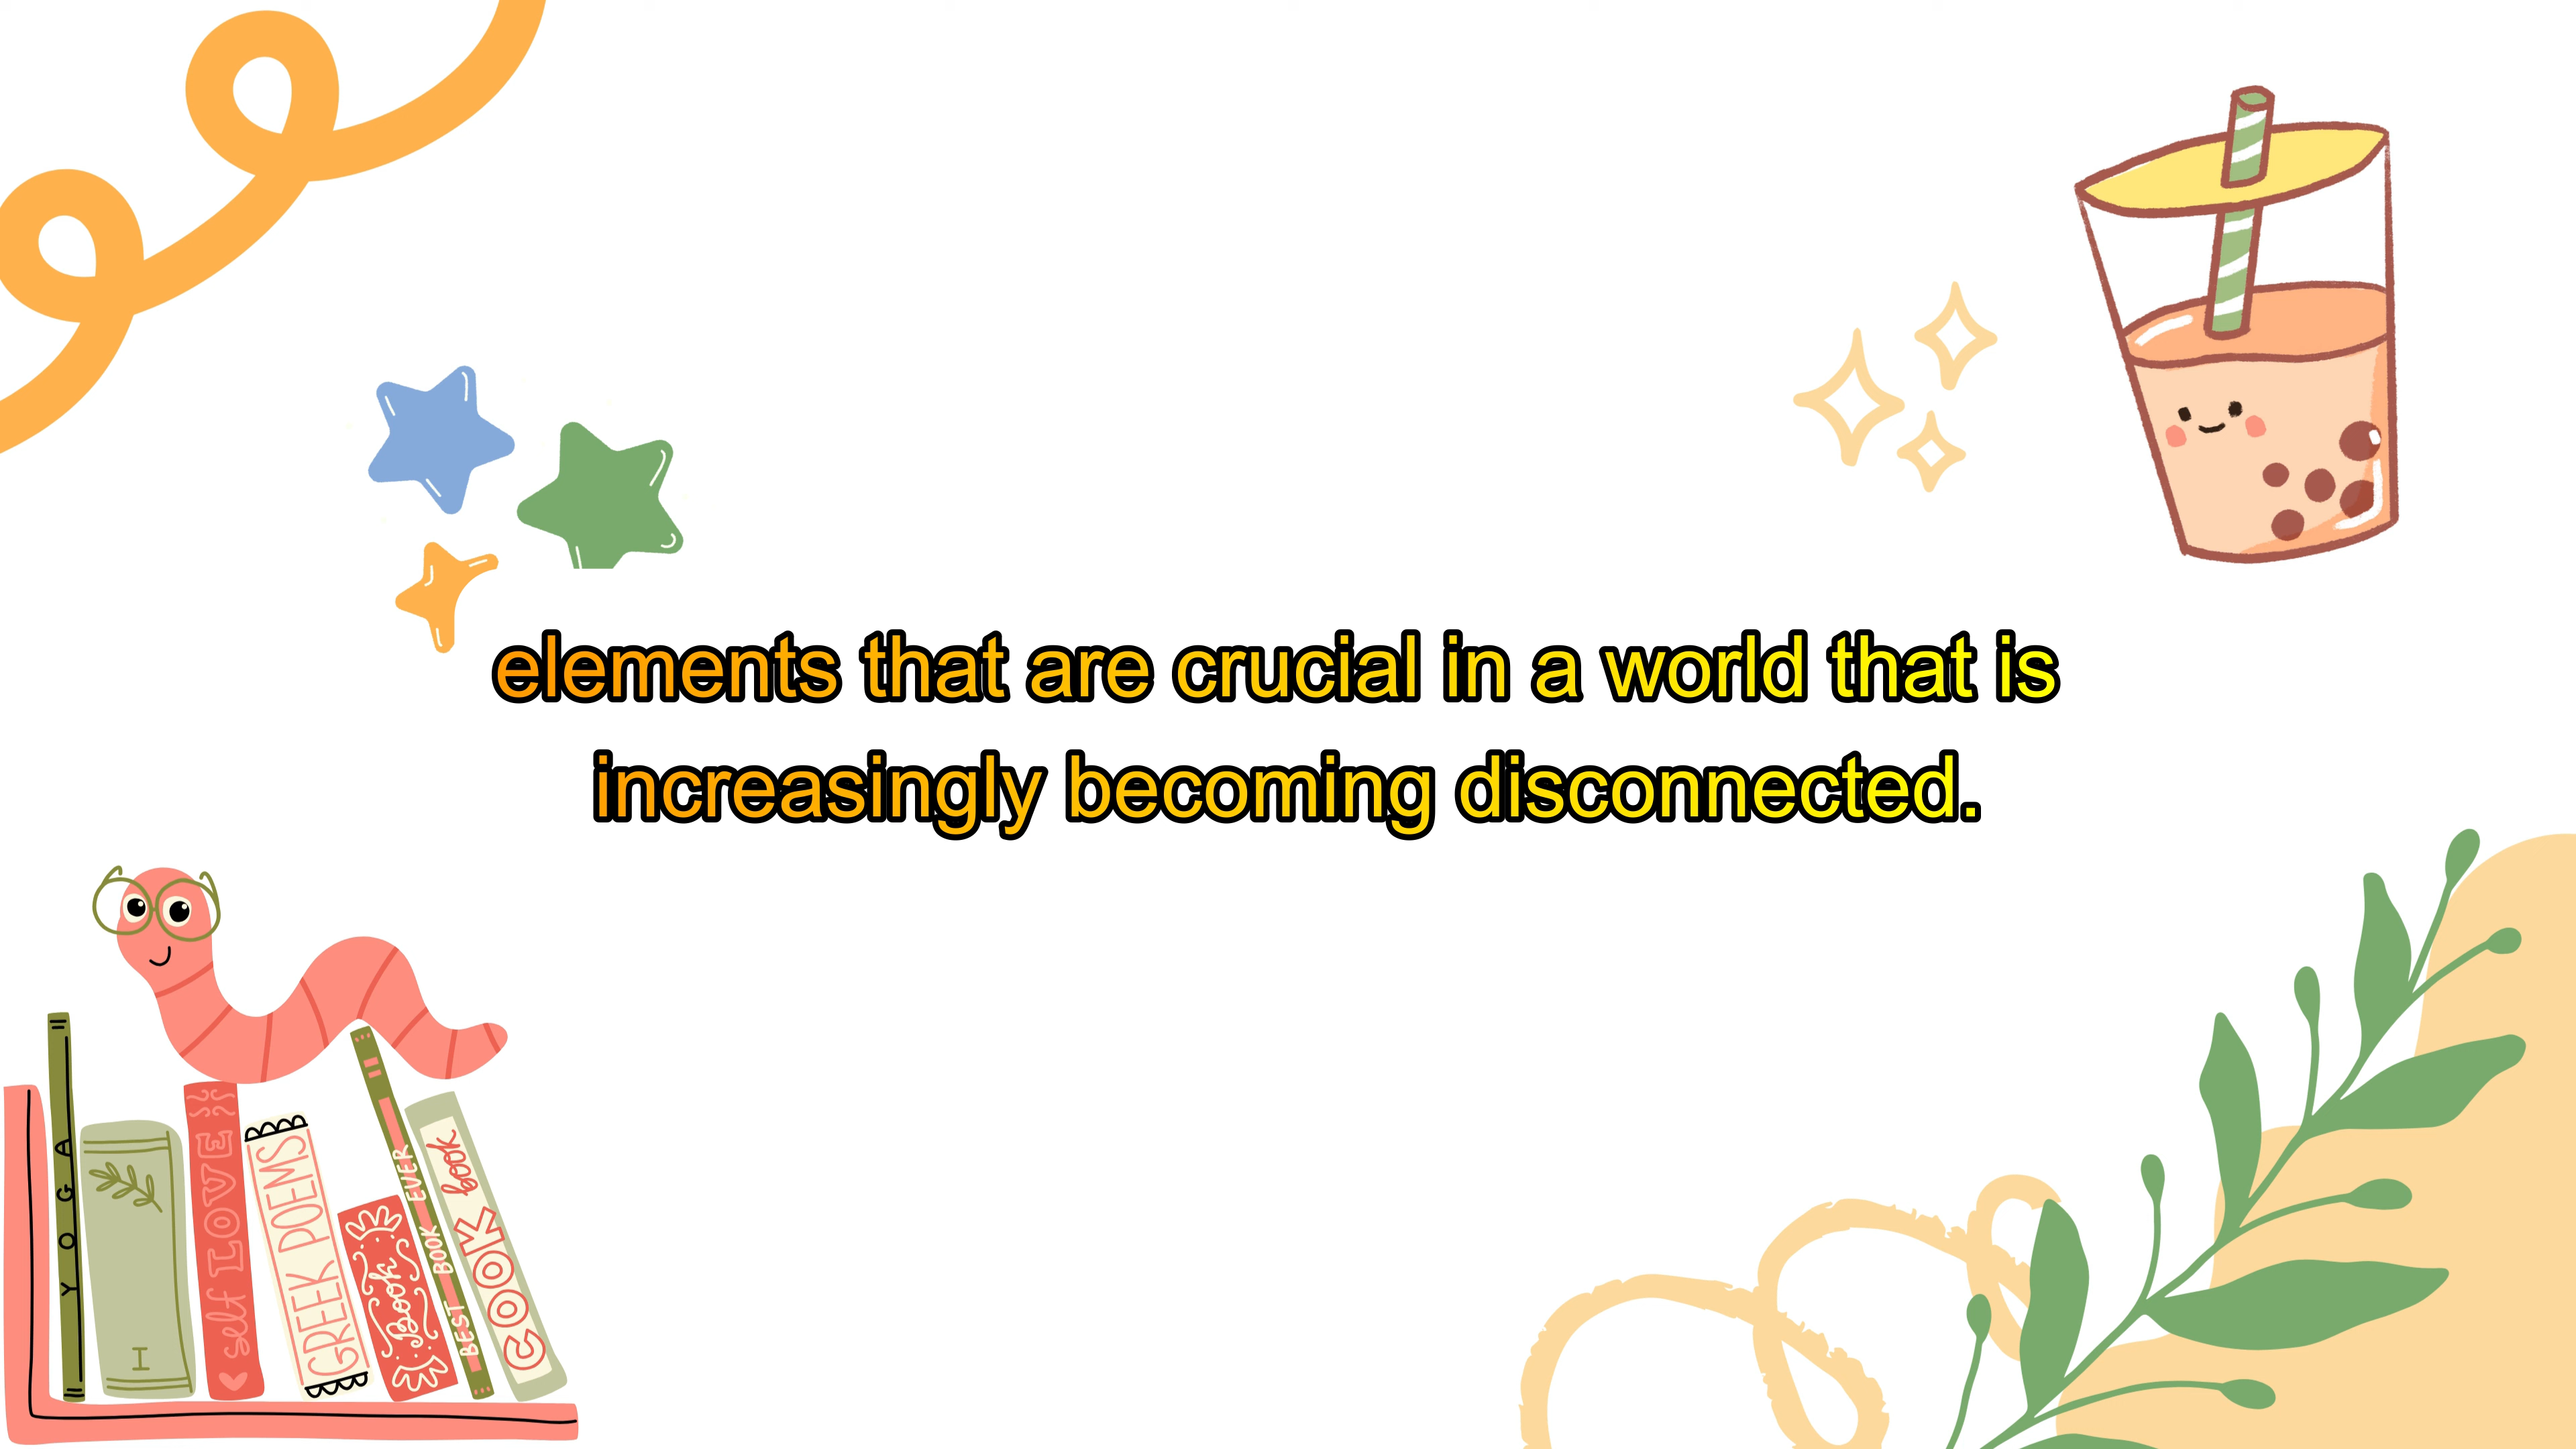 elements that are crucial in a world that is
increasingly becoming disconnected.
YOGA
I
self LOVE
GREEK POEMS
Book
BEST BOOK EVER
COOK book